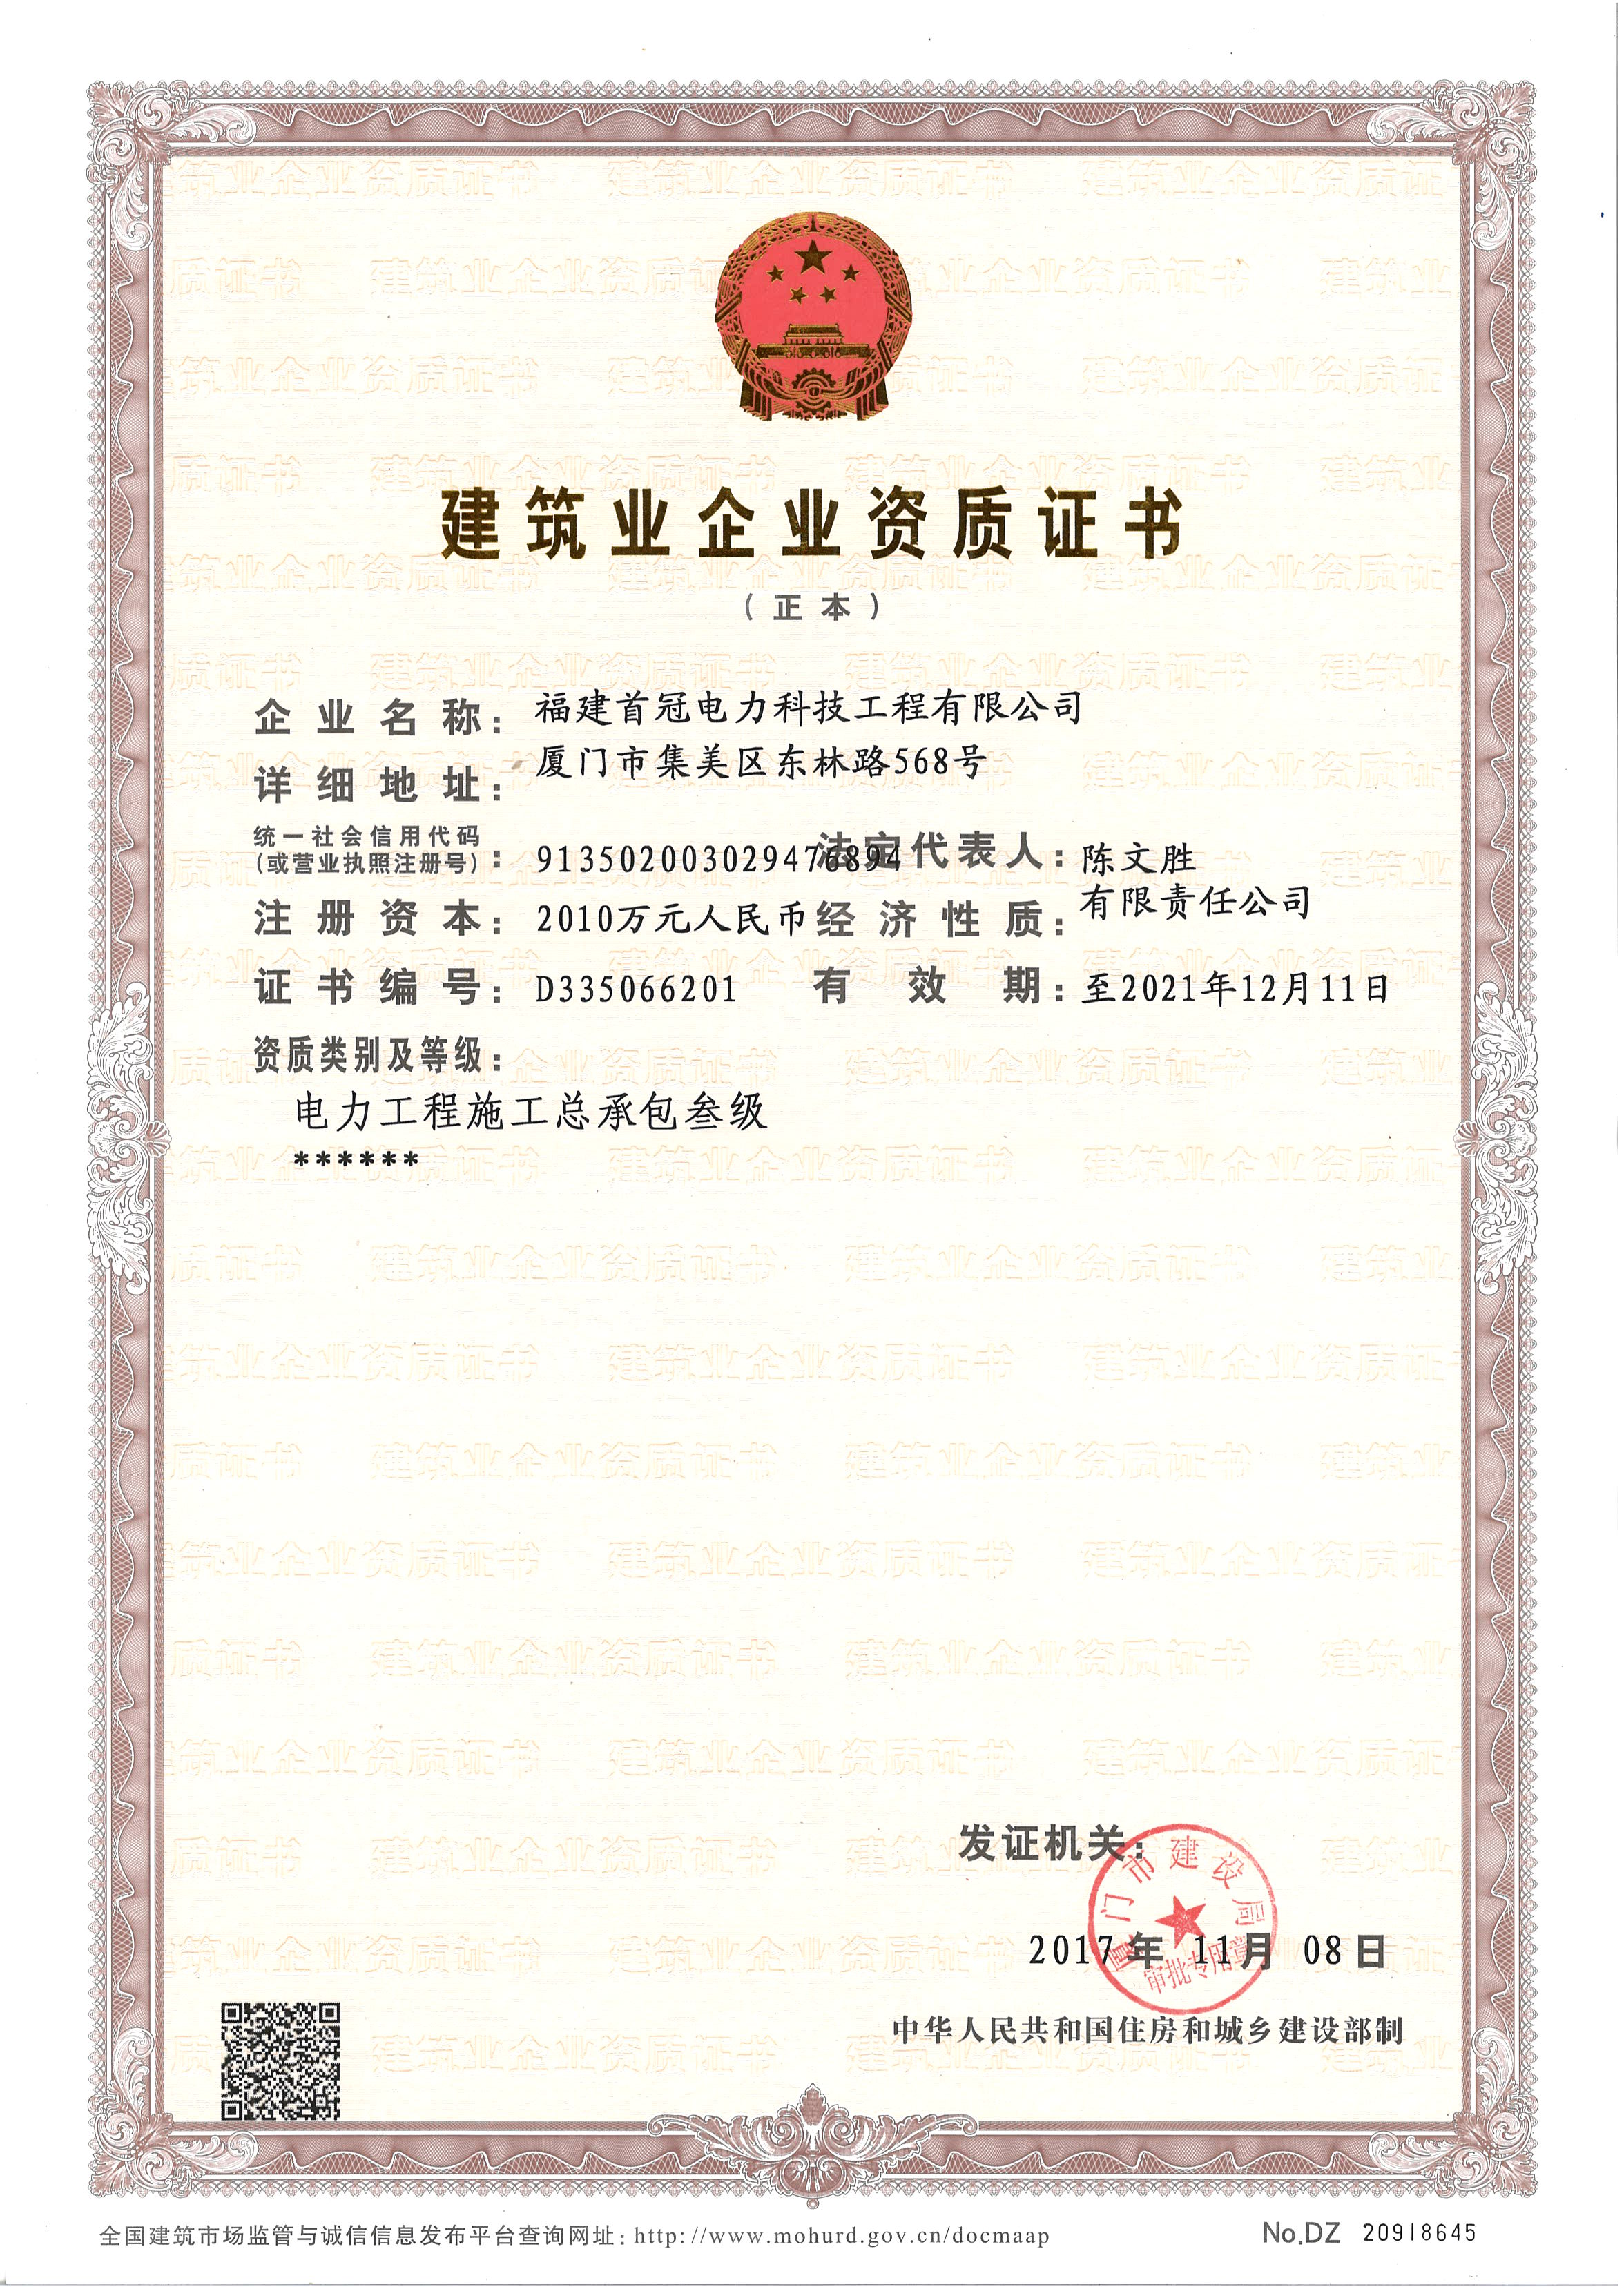 建筑业企业资质证书
（正本）
企业名称：福建首冠电力科技工程有限公司
详细地址：厦门市集美区东林路568号
统一社会信用代码
(或营业执照注册号)：913502003029476894 法定代表人：陈文胜
注册资本：2010万元人民币 经济性质：有限责任公司
证书编号：D335066201 有效期：至2021年12月11日
资质类别及等级：
电力工程施工总承包叁级
******
发证机关：
厦门市建设局
审批专用章
2017年11月08日
中华人民共和国住房和城乡建设部制
全国建筑市场监管与诚信信息发布平台查询网址：http://www.mohurd.gov.cn/docmaap
No.DZ 20918645